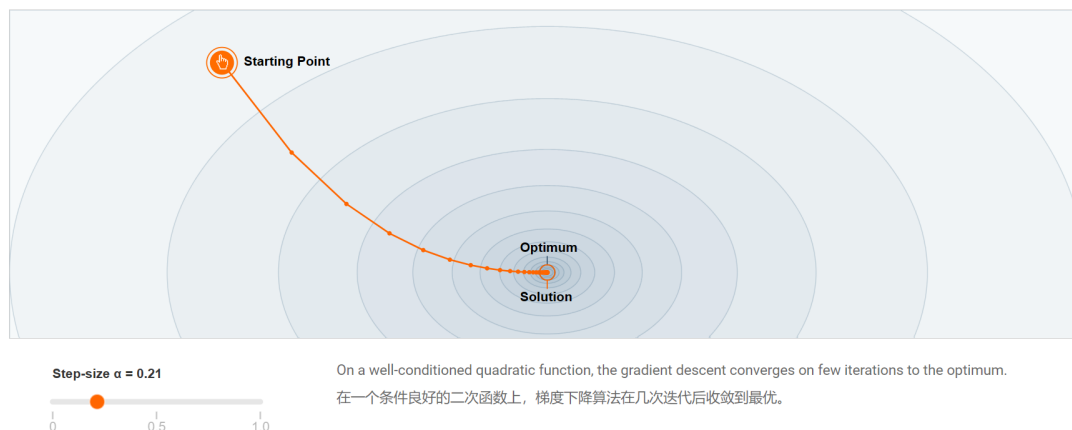 Starting Point
Optimum
Solution
Step-size α = 0.21
0 0.5 1.0
On a well-conditioned quadratic function, the gradient descent converges on few iterations to the optimum.
在一个条件良好的二次函数上，梯度下降算法在几次迭代后收敛到最优。